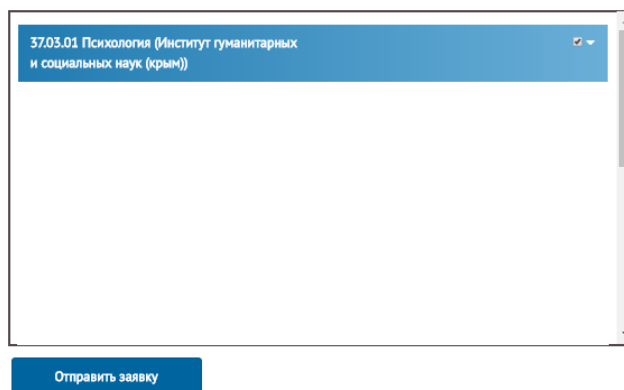 37.03.01 Психология (Институт гуманитарных
и социальных наук (крым))
Отправить заявку